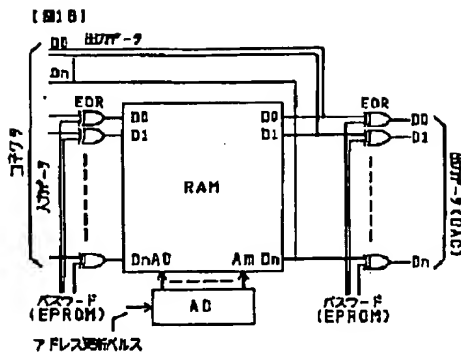 [図18]
D0 出力データ
Dn
EOR EOR
D0 D0 D0
D1 D1 D1
コネクタ
入力データ
RAM
出力データ(DAC)
DnA0 Am Dn Dn
パスワード
(EPROM)
AD
パスワード
(EPROM)
アドレス更新パルス